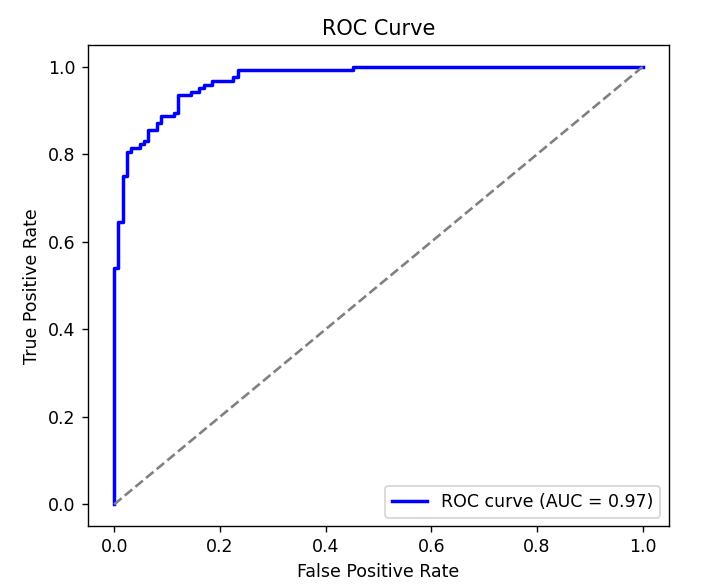 ROC Curve
1.0
0.8
0.6
0.4
0.2
0.0
True Positive Rate
ROC curve (AUC = 0.97)
0.0 0.2 0.4 0.6 0.8 1.0
False Positive Rate